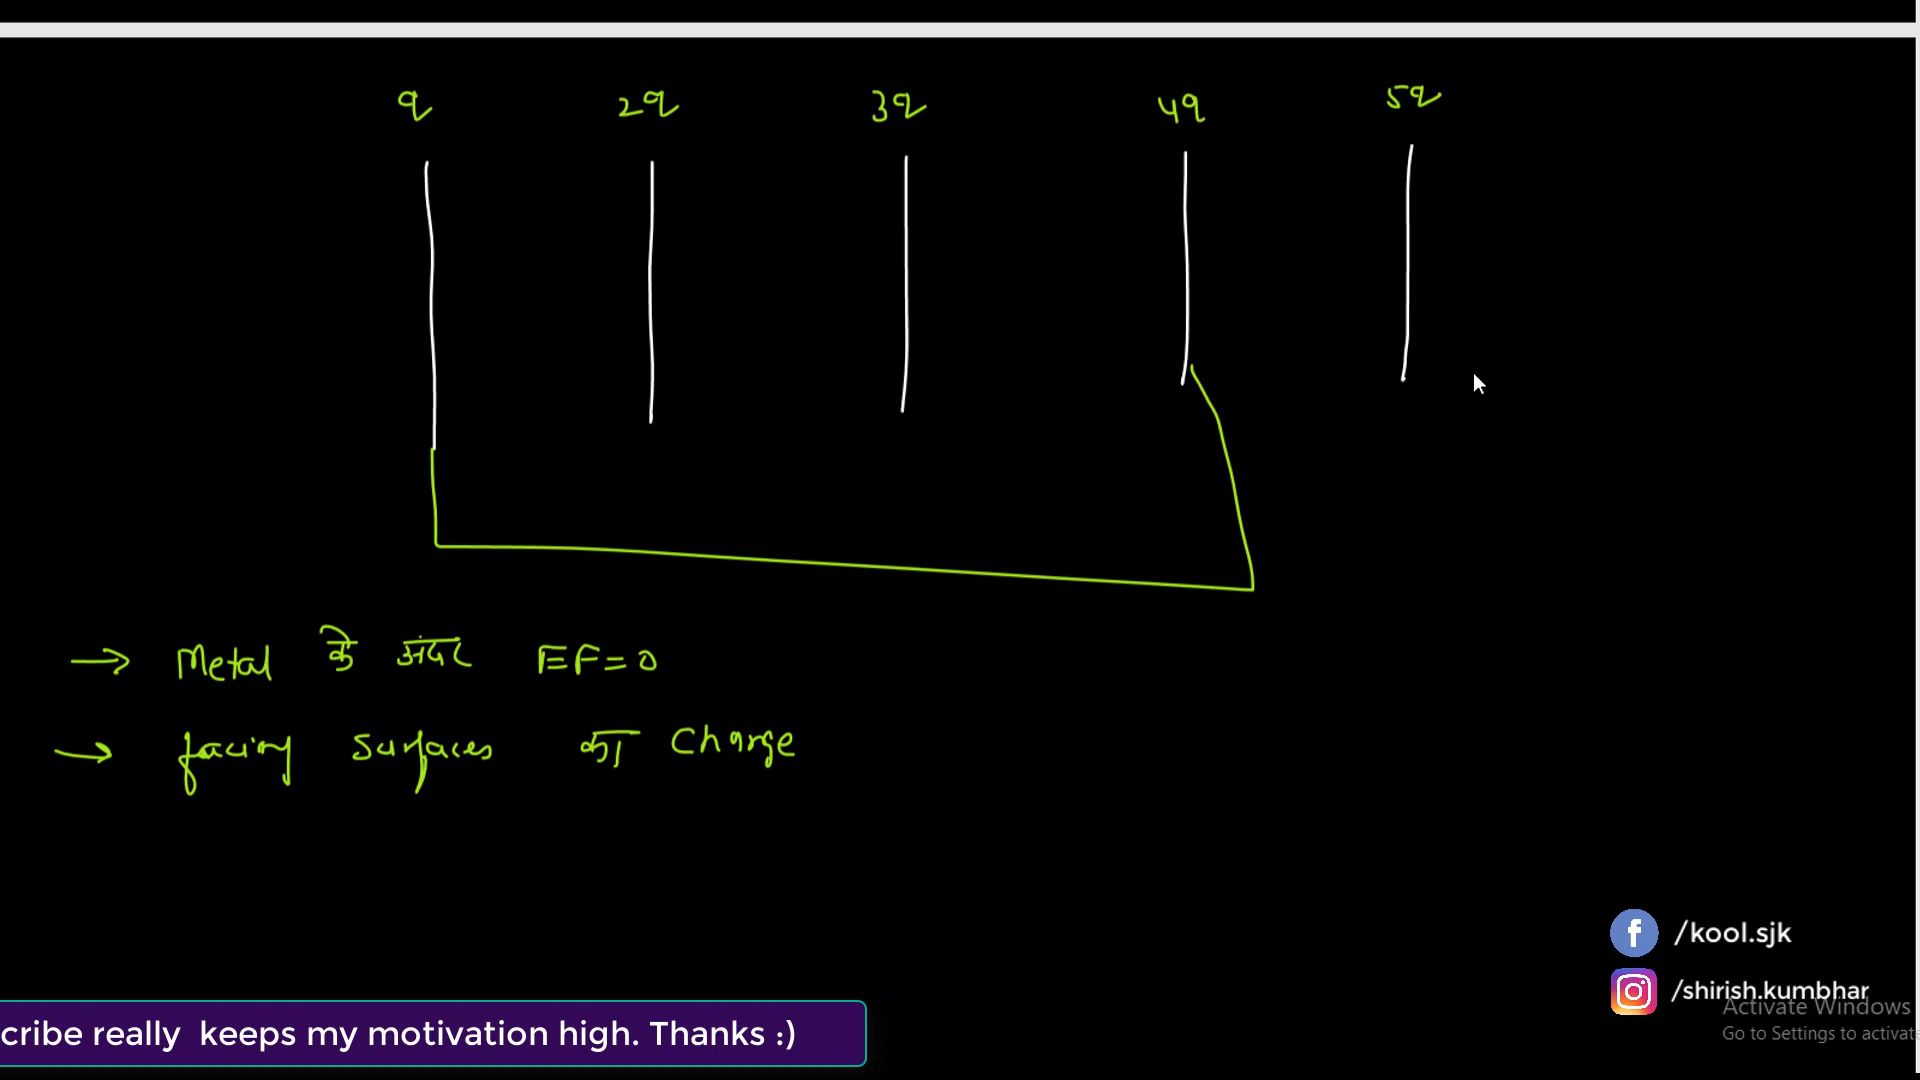 q 2q 3q 4q 5q
→ Metal के अंदर EF=0
→ facing surfaces का charge
/kool.sjk
/shirish.kumbhar
Activate Windows
Go to Settings to activat
cribe really keeps my motivation high. Thanks :)